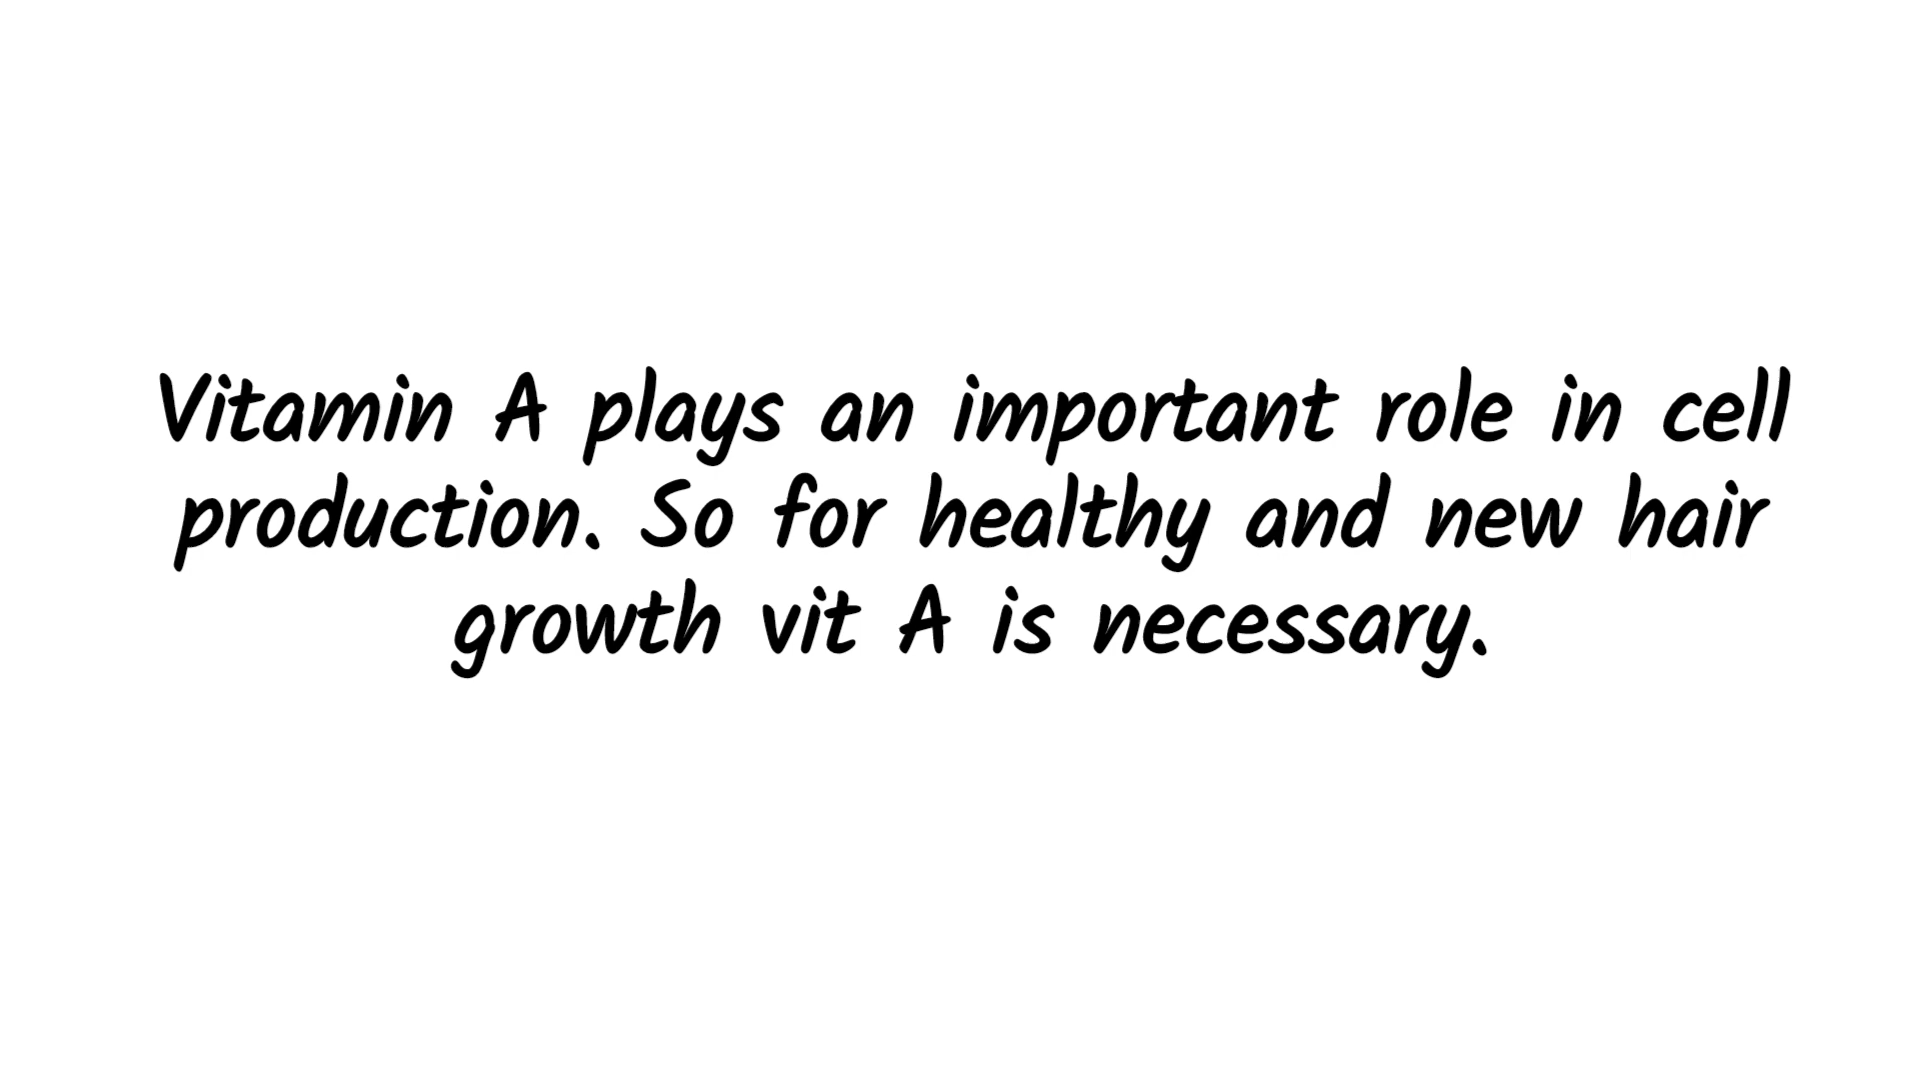 Vitamin A plays an important role in cell
production. So for healthy and new hair
growth vit A is necessary.